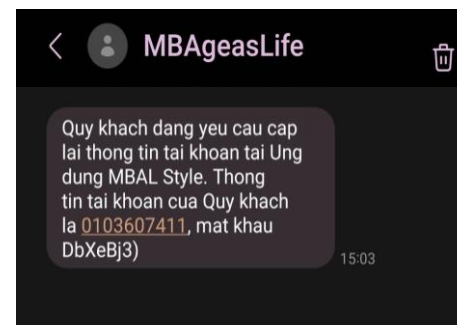 MBAgeasLife
Quy khach dang yeu cau cap
lai thong tin tai khoan tai Ung
dung MBAL Style. Thong
tin tai khoan cua Quy khach
la 0103607411, mat khau
DbXeBj3)
15:03